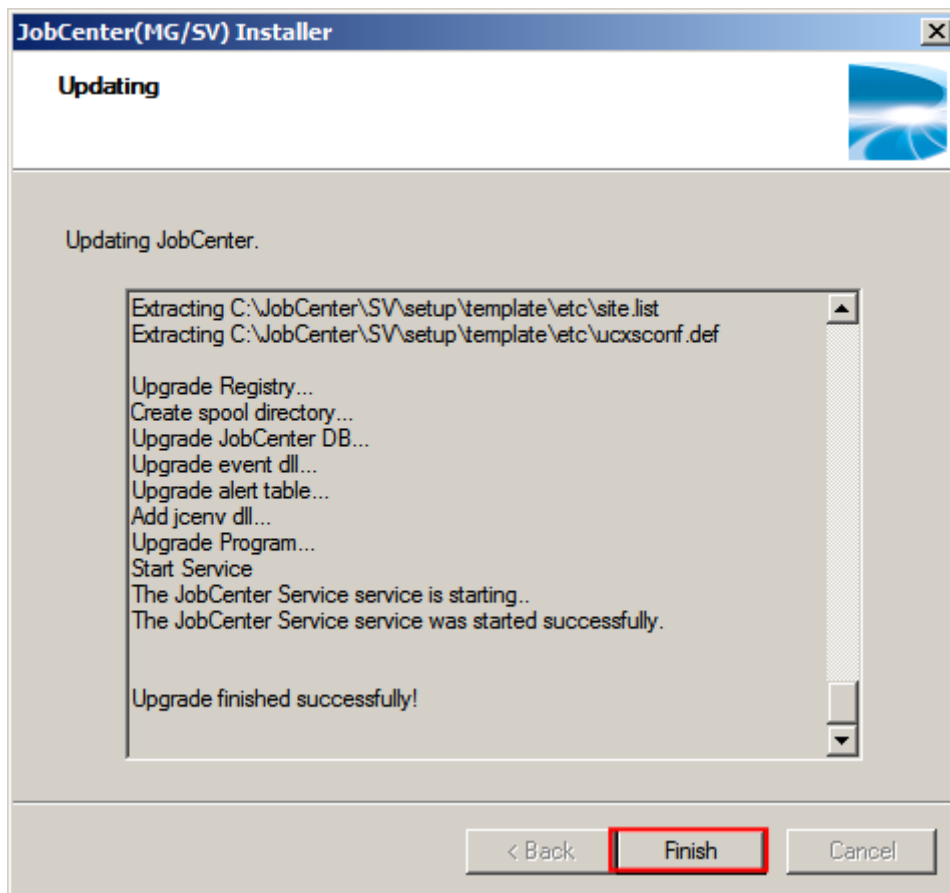 JobCenter(MG/SV) Installer
Updating
Updating JobCenter.
Extracting C:\JobCenter\SV\setup\template\etc\site.list
Extracting C:\JobCenter\SV\setup\template\etc\ucxsconf.def
Upgrade Registry...
Create spool directory...
Upgrade JobCenter DB...
Upgrade event dll...
Upgrade alert table...
Add jcenv dll...
Upgrade Program...
Start Service
The JobCenter Service service is starting..
The JobCenter Service service was started successfully.
Upgrade finished successfully!
< Back Finish Cancel